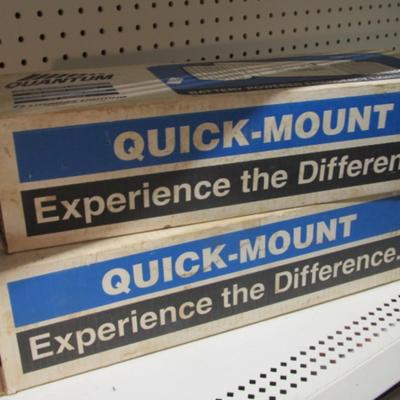 QUANTUM
QUICK-MOUNT
Experience the Differen
QUICK-MOUNT
Experience the Difference.